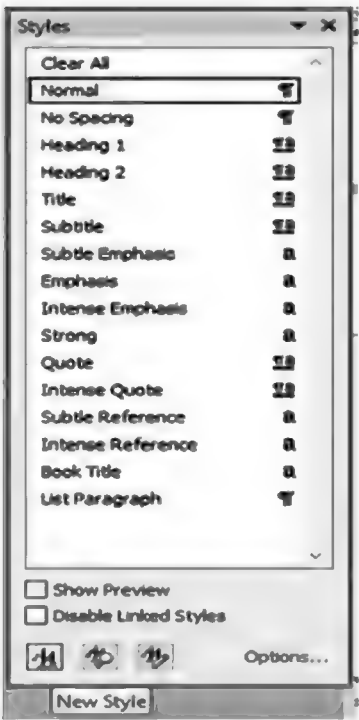 Styles
Clear All
Normal ¶
No Spacing ¶
Heading 1 ¶a
Heading 2 ¶a
Title ¶a
Subtitle ¶a
Subtle Emphasis a
Emphasis a
Intense Emphasis a
Strong a
Quote ¶a
Intense Quote ¶a
Subtle Reference a
Intense Reference a
Book Title a
List Paragraph ¶
Show Preview
Disable Linked Styles
Options...
New Style